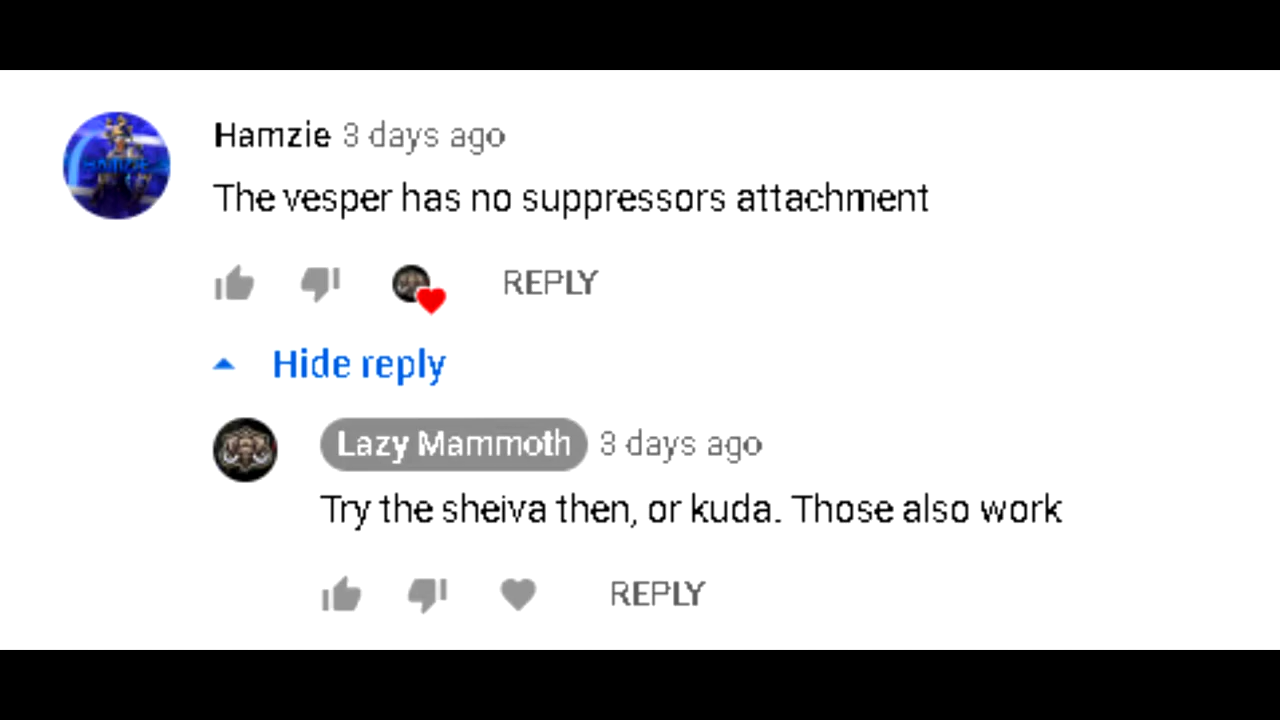 Hamzie 3 days ago
The vesper has no suppressors attachment
REPLY
Hide reply
Lazy Mammoth 3 days ago
Try the sheiva then, or kuda. Those also work
REPLY